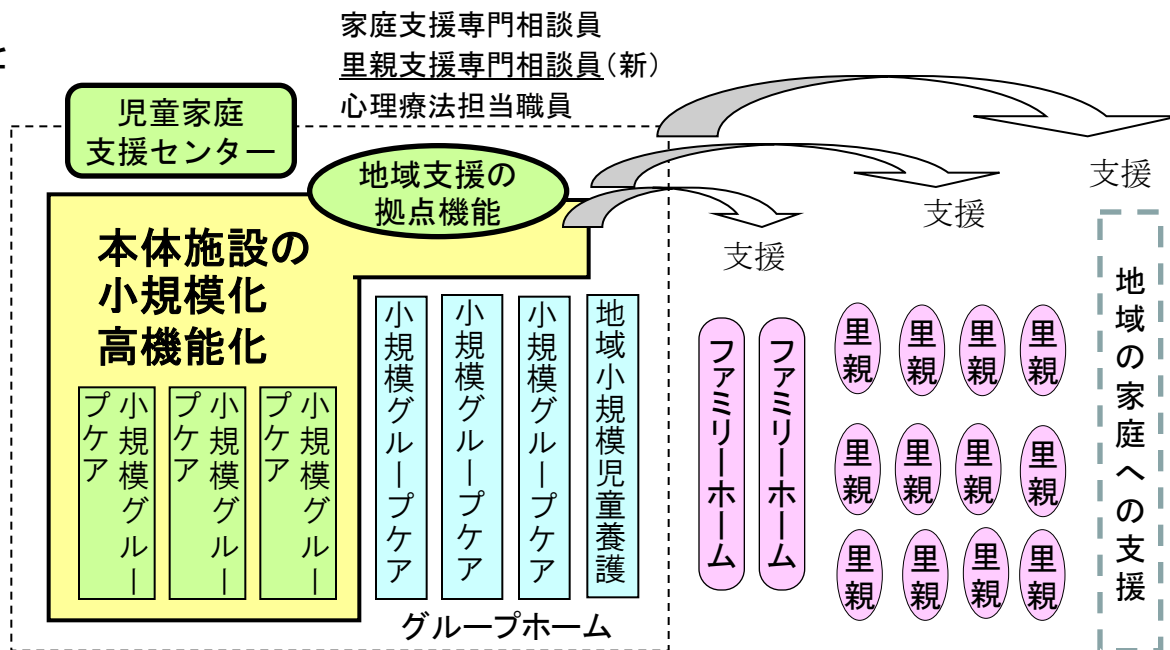 家庭支援専門相談員
里親支援専門相談員(新)
心理療法担当職員
児童家庭
支援センター
地域支援の
拠点機能
支援
支援
支援
本体施設の
小規模化
高機能化
小規模グルー
プケア
小規模グルー
プケア
小規模グルー
プケア
小規模グループケア
小規模グループケア
小規模グループケア
地域小規模児童養護
グループホーム
ファミリーホーム
ファミリーホーム
里親
里親
里親
里親
里親
里親
里親
里親
里親
里親
里親
里親
地域の家庭への支援